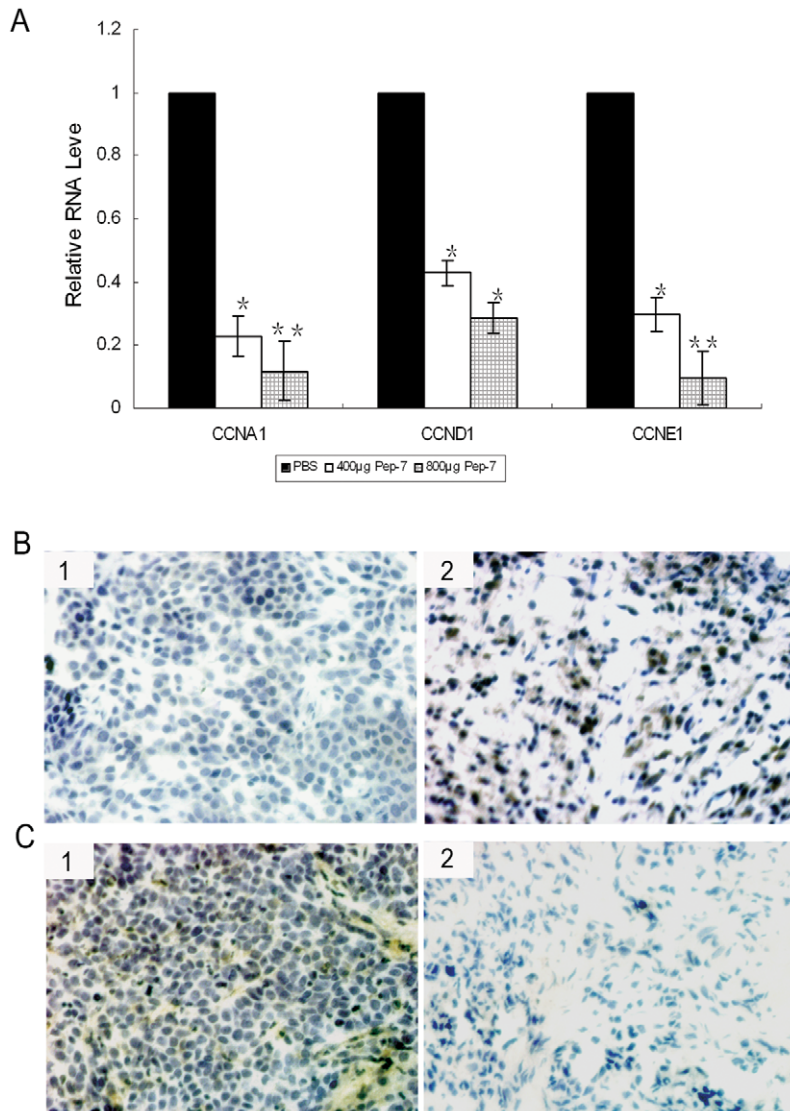 A
1.2
1
0.8
0.6
0.4
0.2
0
Relative RNA Leve
*
* *
*
*
*
* *
CCNA1
CCND1
CCNE1
PBS 400µg Pep-7 800µg Pep-7
B
1
2
C
1
2